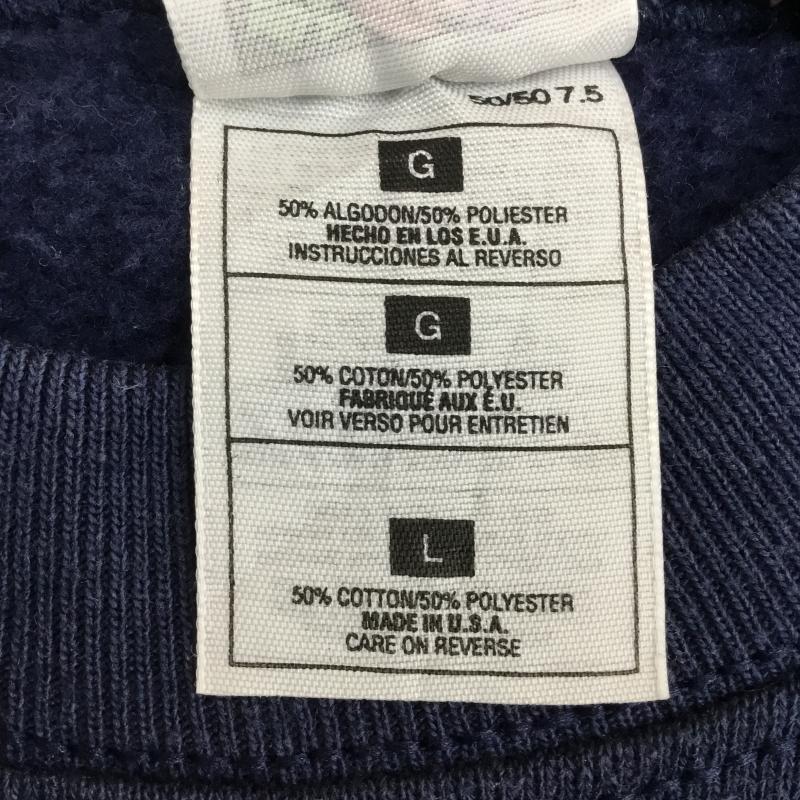 50/50 7.5
G
50% ALGODON/50% POLIESTER
HECHO EN LOS E.U.A.
INSTRUCCIONES AL REVERSO
G
50% COTON/50% POLYESTER
FABRIQUÉ AUX É.U.
VOIR VERSO POUR ENTRETIEN
L
50% COTTON/50% POLYESTER
MADE IN U.S.A.
CARE ON REVERSE